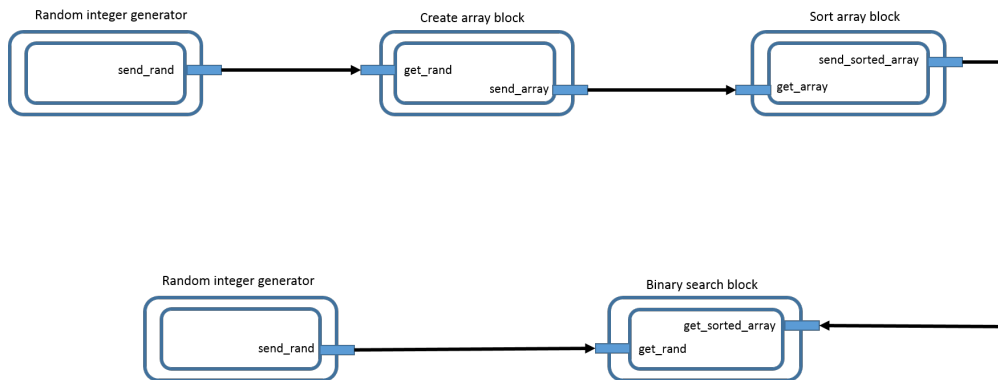 Random integer generator
Create array block
Sort array block
send_rand
get_rand
send_array
send_sorted_array
get_array
Random integer generator
Binary search block
send_rand
get_sorted_array
get_rand